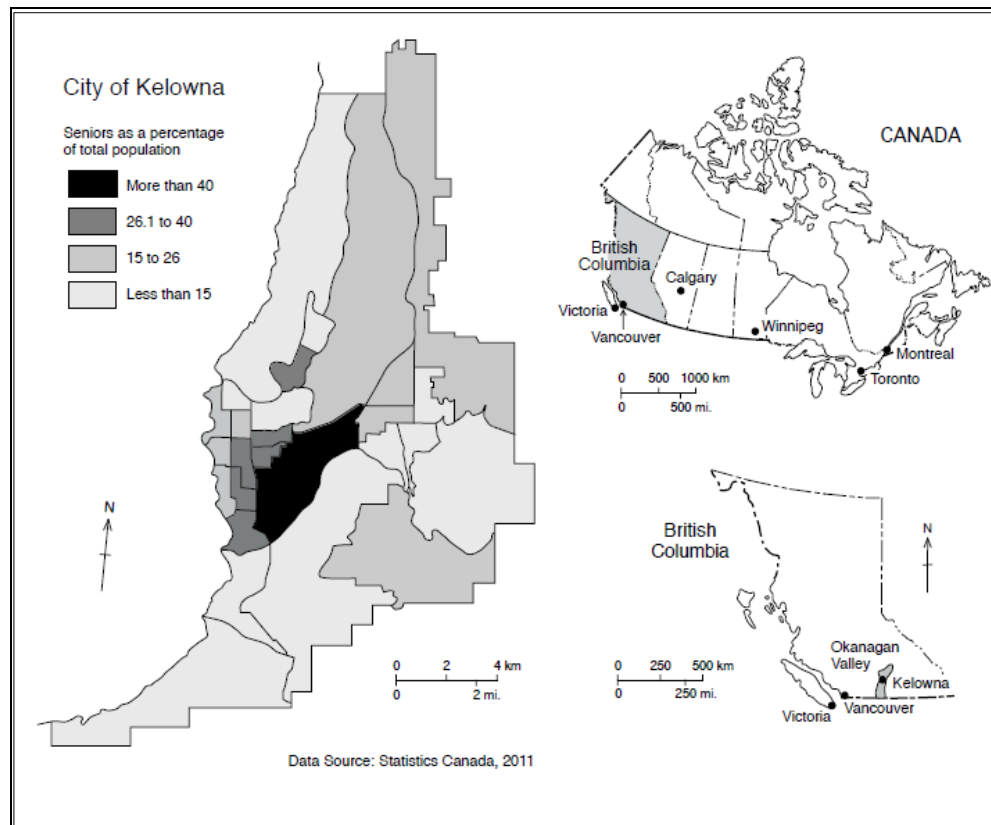 City of Kelowna
Seniors as a percentage
of total population
More than 40
26.1 to 40
15 to 26
Less than 15
N
0 2 4 km
0 2 mi.
Data Source: Statistics Canada, 2011
CANADA
British
Columbia
Calgary
Victoria
Vancouver
Winnipeg
Montreal
Toronto
0 500 1000 km
0 500 mi.
British
Columbia
N
Okanagan
Valley
Kelowna
Vancouver
Victoria
0 250 500 km
0 250 mi.